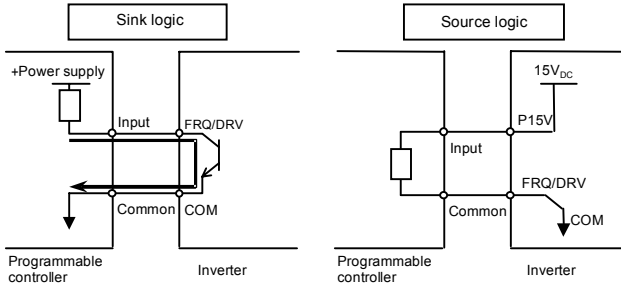 Sink logic
+Power supply
Input
FRQ/DRV
Common
COM
Programmable
controller
Inverter
Source logic
15VDC
P15V
Input
FRQ/DRV
Common
COM
Programmable
controller
Inverter